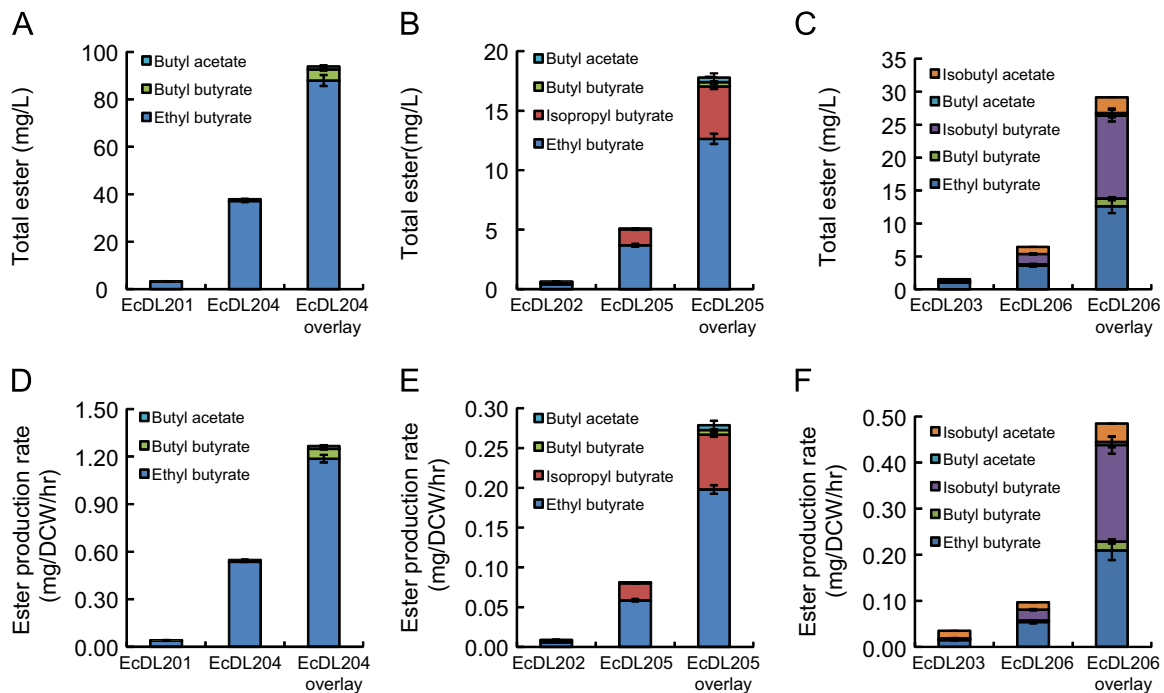 A
Total ester (mg/L)
100
80
60
40
20
0
Butyl acetate
Butyl butyrate
Ethyl butyrate
EcDL201 EcDL204 EcDL204
overlay
B
Total ester(mg/L)
20
15
10
5
0
Butyl acetate
Butyl butyrate
Isopropyl butyrate
Ethyl butyrate
EcDL202 EcDL205 EcDL205
overlay
C
Total ester (mg/L)
35
30
25
20
15
10
5
0
Isobutyl acetate
Butyl acetate
Isobutyl butyrate
Butyl butyrate
Ethyl butyrate
EcDL203 EcDL206 EcDL206
overlay
D
Ester production rate
(mg/DCW/hr)
1.50
1.20
0.90
0.60
0.30
0.00
Butyl acetate
Butyl butyrate
Ethyl butyrate
EcDL201 EcDL204 EcDL204
overlay
E
Ester production rate
(mg/DCW/hr)
0.30
0.25
0.20
0.15
0.10
0.05
0.00
Butyl acetate
Butyl butyrate
Isopropyl butyrate
Ethyl butyrate
EcDL202 EcDL205 EcDL205
overlay
F
Ester production rate
(mg/DCW/hr)
0.50
0.40
0.30
0.20
0.10
0.00
Isobutyl acetate
Butyl acetate
Isobutyl butyrate
Butyl butyrate
Ethyl butyrate
EcDL203 EcDL206 EcDL206
overlay